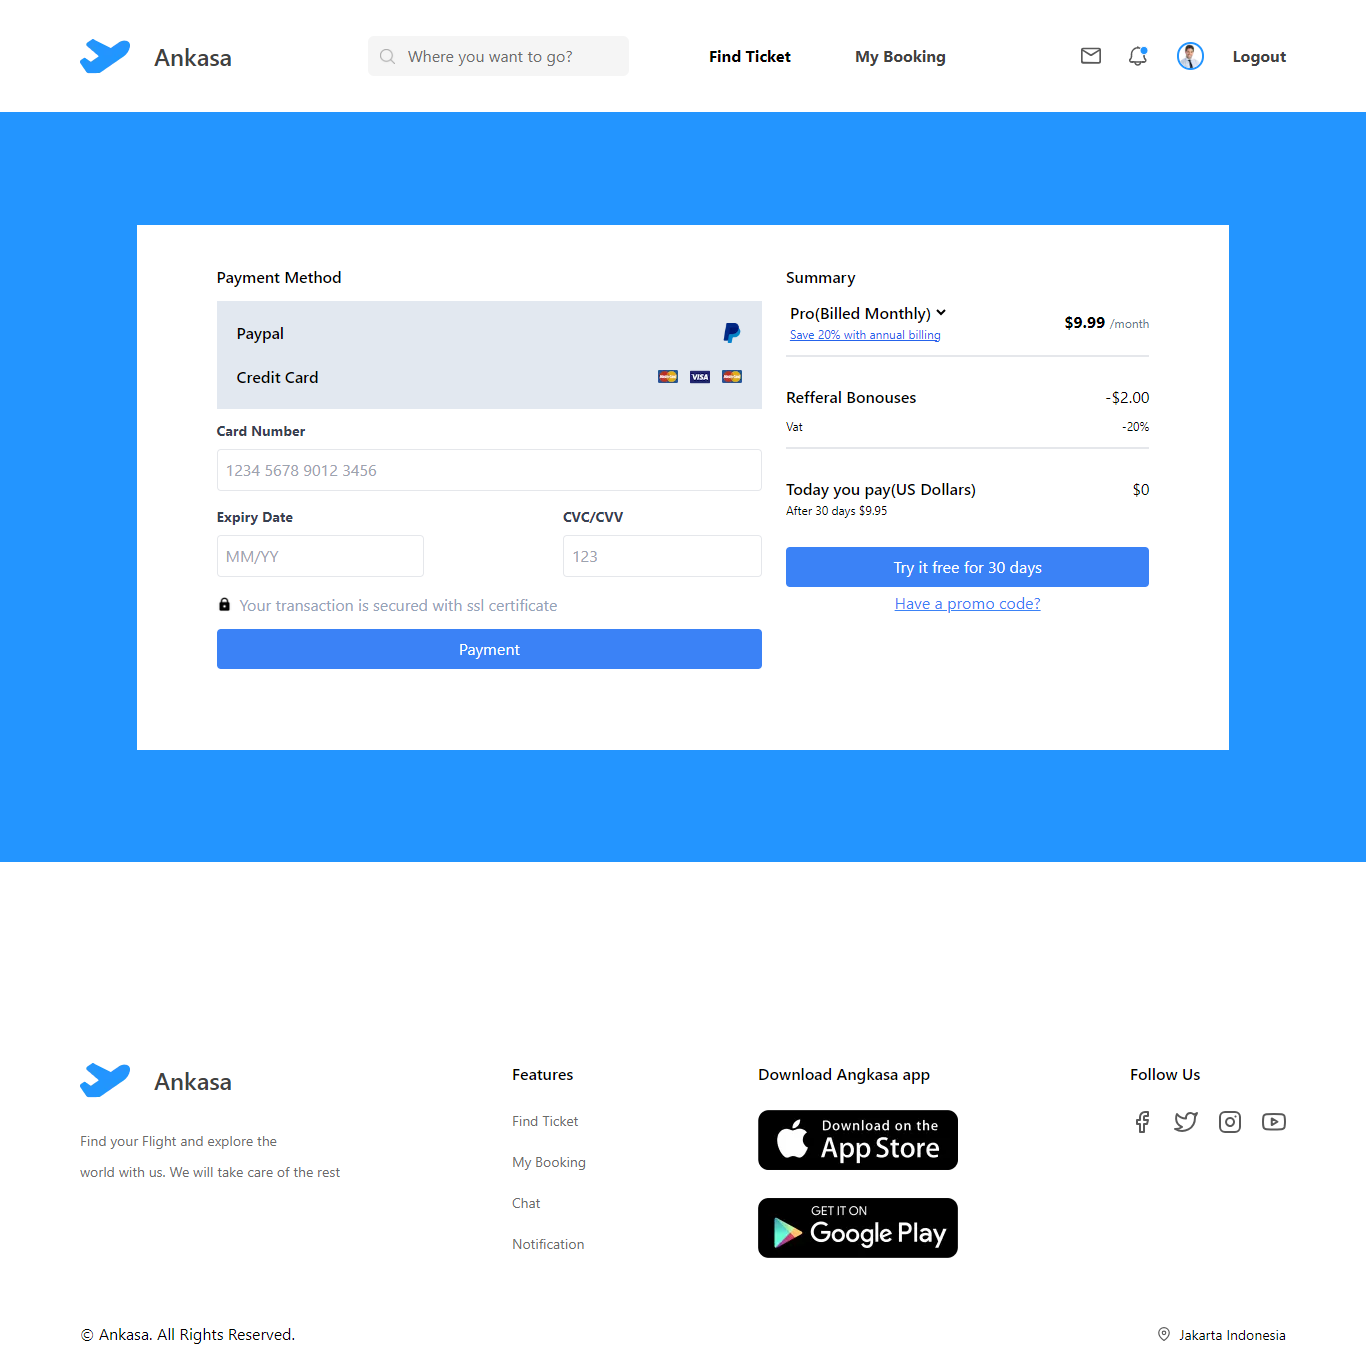 Ankasa
Where you want to go?
Find Ticket
My Booking
Logout
Payment Method
Paypal
Credit Card
VISA
Card Number
1234 5678 9012 3456
Expiry Date
CVC/CVV
MM/YY
123
Your transaction is secured with ssl certificate
Payment
Summary
Pro(Billed Monthly)
$9.99 /month
Save 20% with annual billing
Refferal Bonouses
-$2.00
Vat
-20%
Today you pay(US Dollars)
$0
After 30 days $9.95
Try it free for 30 days
Have a promo code?
Ankasa
Find your Flight and explore the
world with us. We will take care of the rest
Features
Find Ticket
My Booking
Chat
Notification
Download Angkasa app
Download on the
App Store
GET IT ON
Google Play
Follow Us
© Ankasa. All Rights Reserved.
Jakarta Indonesia